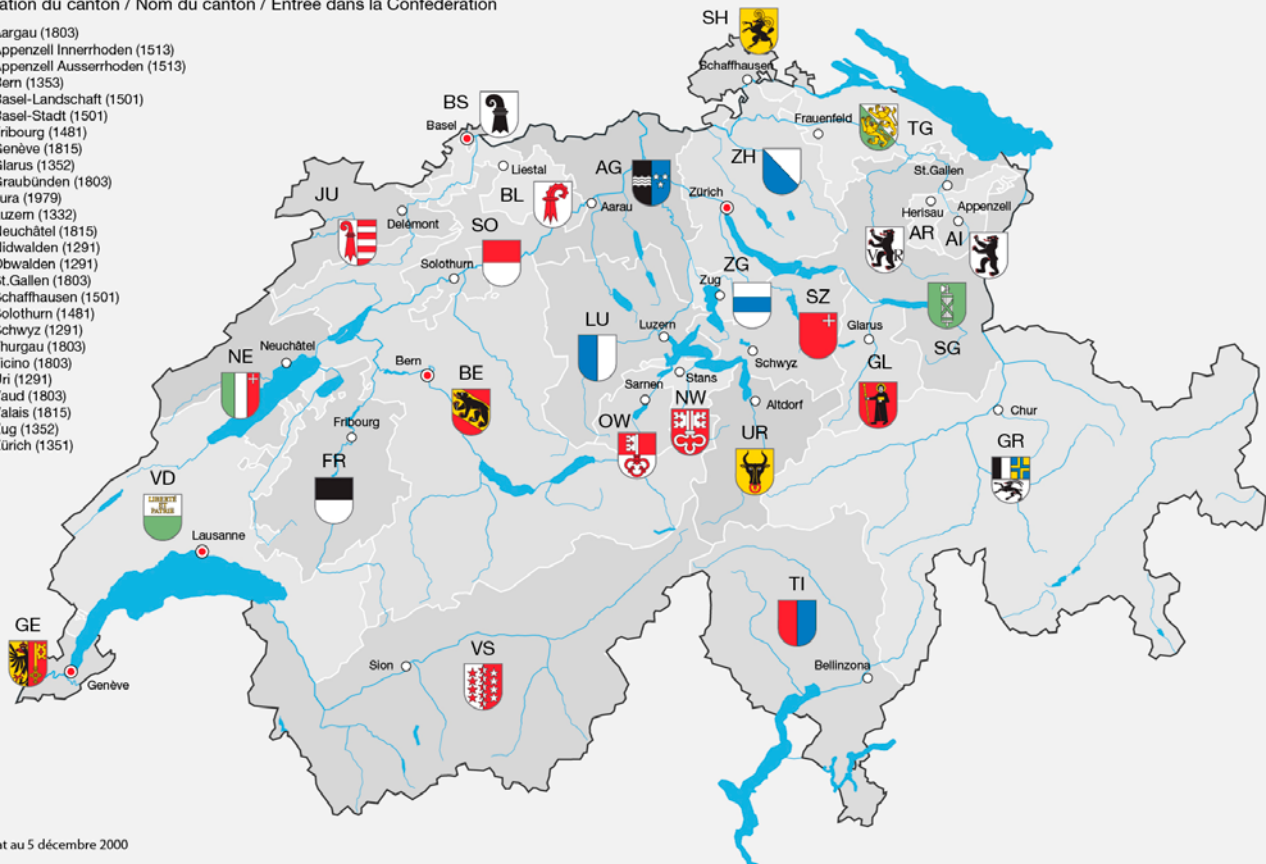 ation du canton / Nom du canton / Entrée dans la Confédération
argau (1803)
ppenzell Innerrhoden (1513)
ppenzell Ausserrhoden (1513)
ern (1353)
asel-Landschaft (1501)
asel-Stadt (1501)
ribourg (1481)
enève (1815)
larus (1352)
raubünden (1803)
ura (1979)
uzern (1332)
euchâtel (1815)
idwalden (1291)
bwalden (1291)
t.Gallen (1803)
chaffhausen (1501)
olothurn (1481)
chwyz (1291)
hurgau (1803)
icino (1803)
ri (1291)
aud (1803)
alais (1815)
ug (1352)
ürich (1351)
SH
Schaffhausen
BS
Basel
Frauenfeld
TG
Liestal
BL
AG
Aarau
ZH
Zürich
St.Gallen
Herisau
Appenzell
AR
AI
V R
JU
Delémont
SO
Solothurn
ZG
Zug
SZ
LU
Luzern
Schwyz
Glarus
GL
SG
NE
Neuchâtel
Bern
BE
Sarnen
Stans
NW
OW
Altdorf
UR
Chur
GR
Fribourg
FR
VD
LIBERTÉ
ET
PATRIE
Lausanne
GE
Genève
Sion
VS
TI
Bellinzona
at au 5 décembre 2000